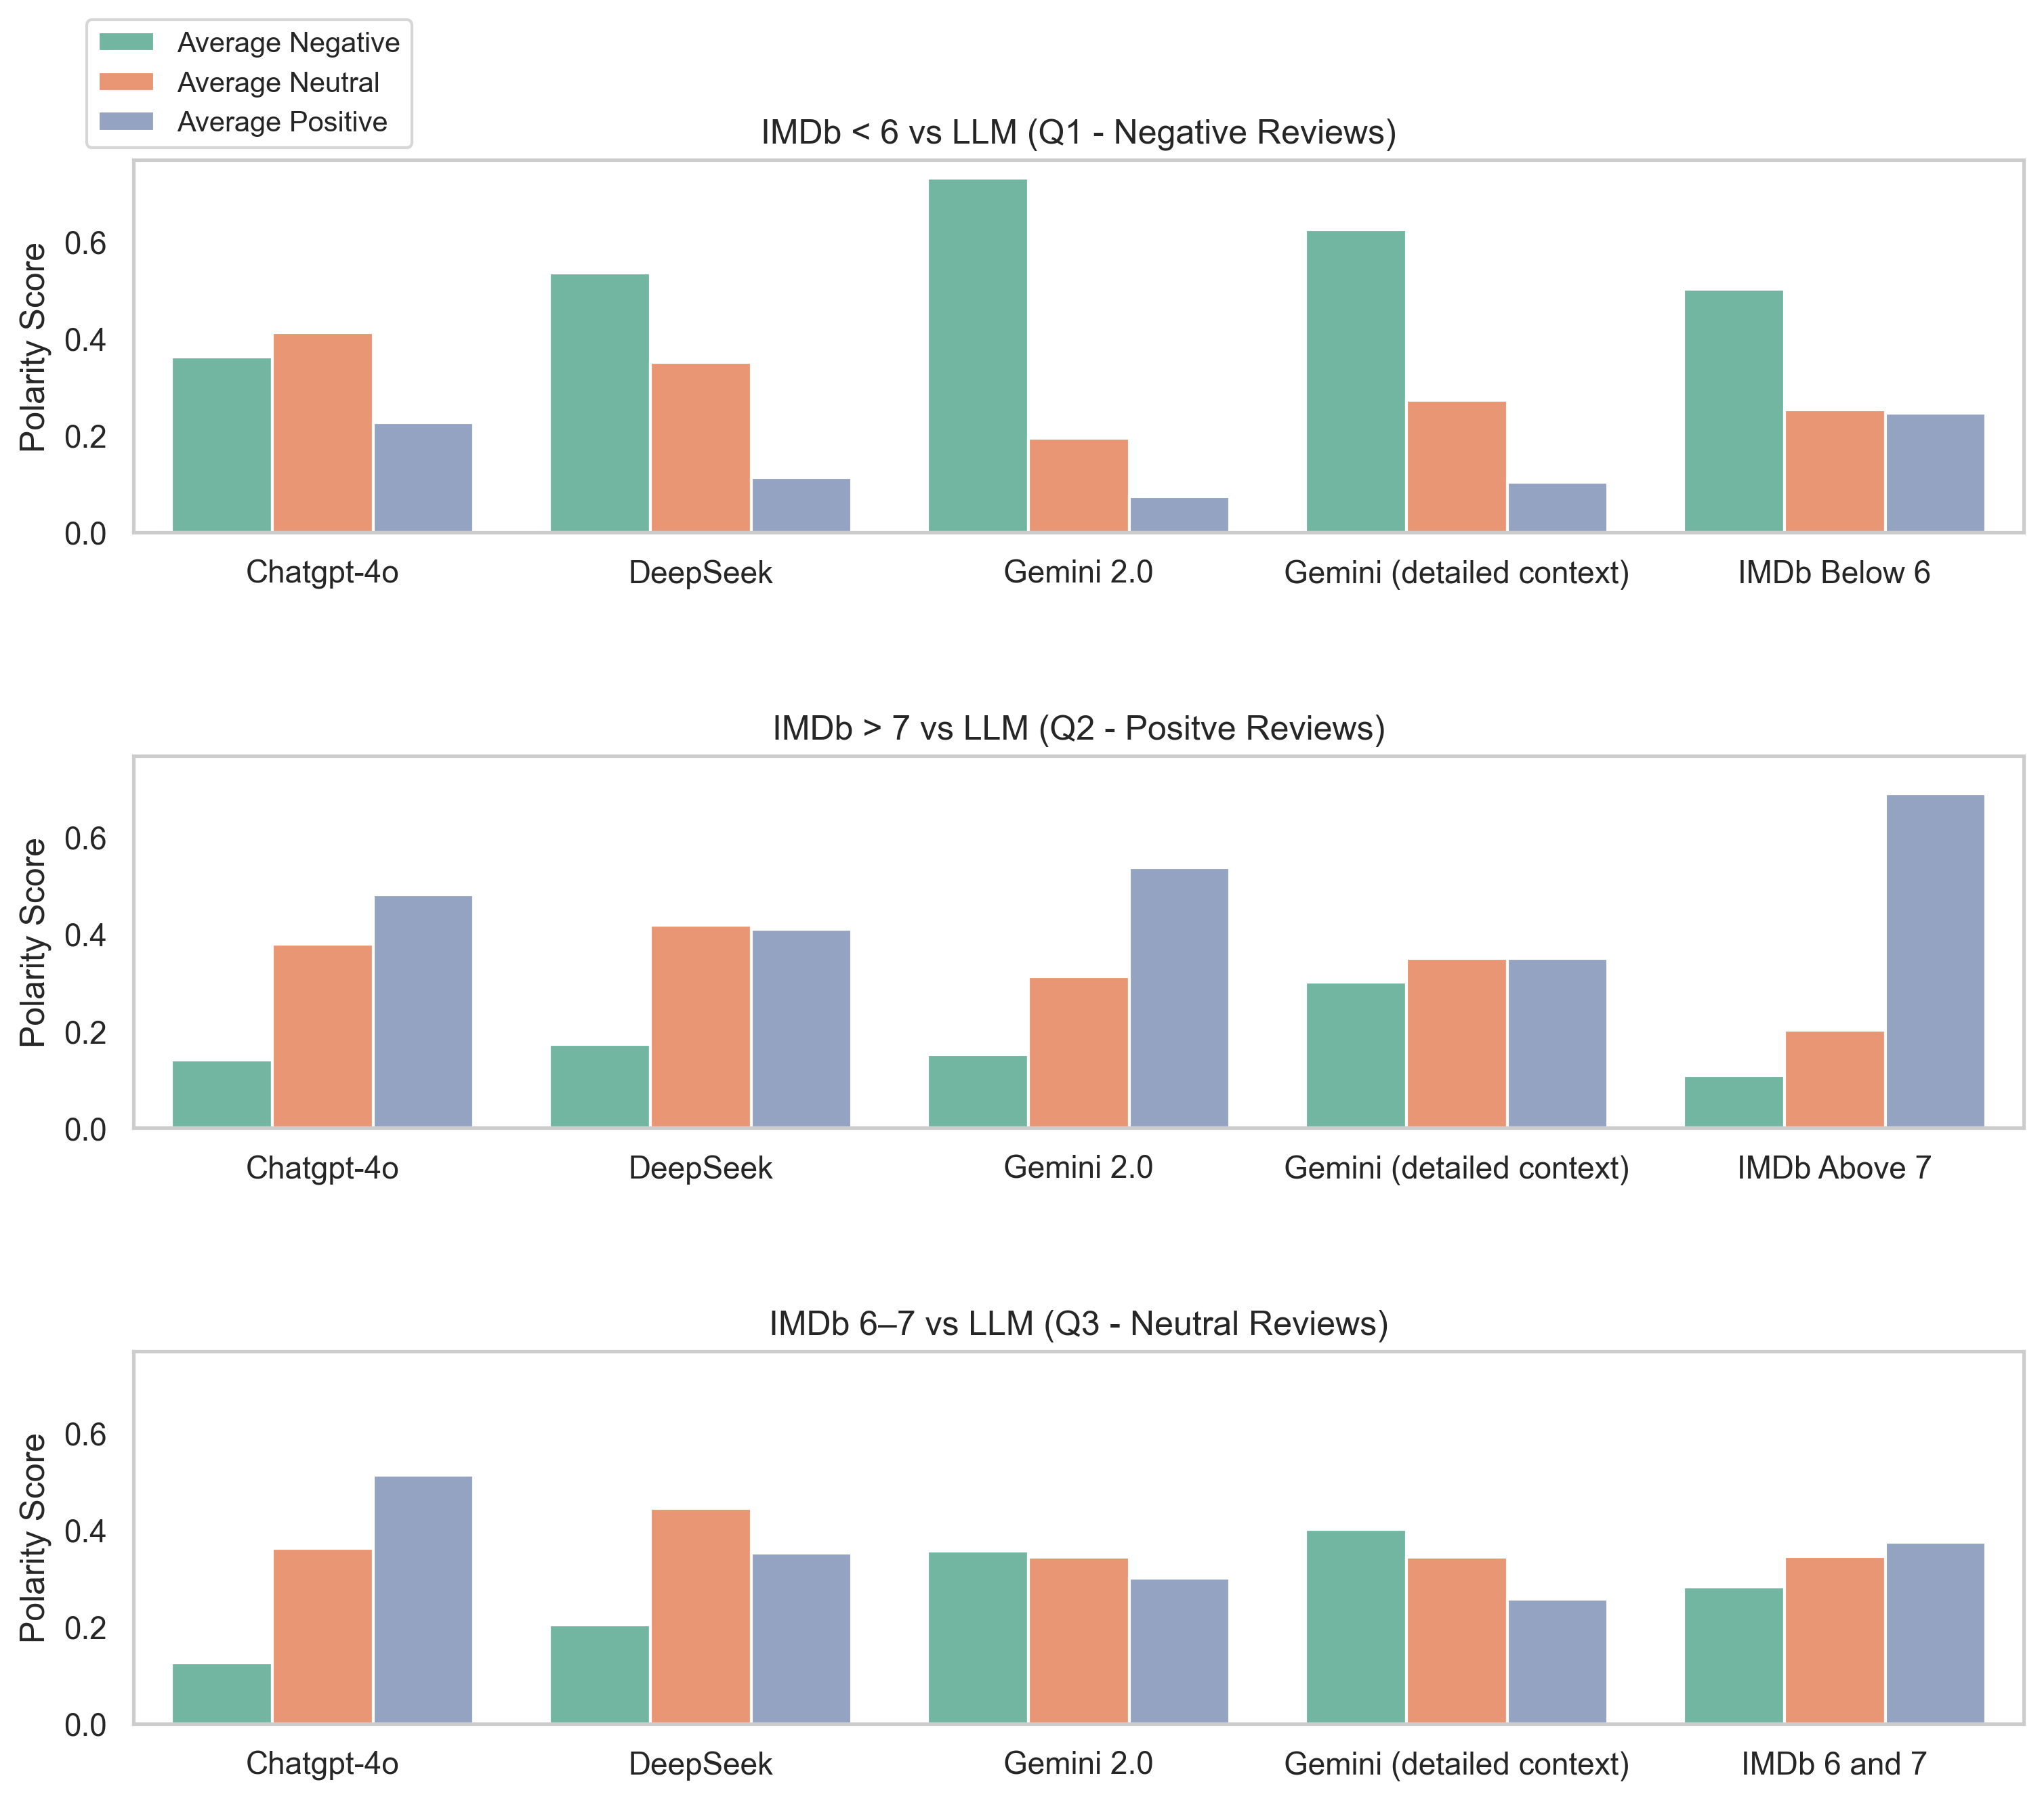 Average Negative
Average Neutral
Average Positive
IMDb < 6 vs LLM (Q1 - Negative Reviews)
Polarity Score
0.6
0.4
0.2
0.0
Chatgpt-4o DeepSeek Gemini 2.0 Gemini (detailed context) IMDb Below 6
IMDb > 7 vs LLM (Q2 - Positve Reviews)
Polarity Score
0.6
0.4
0.2
0.0
Chatgpt-4o DeepSeek Gemini 2.0 Gemini (detailed context) IMDb Above 7
IMDb 6–7 vs LLM (Q3 - Neutral Reviews)
Polarity Score
0.6
0.4
0.2
0.0
Chatgpt-4o DeepSeek Gemini 2.0 Gemini (detailed context) IMDb 6 and 7